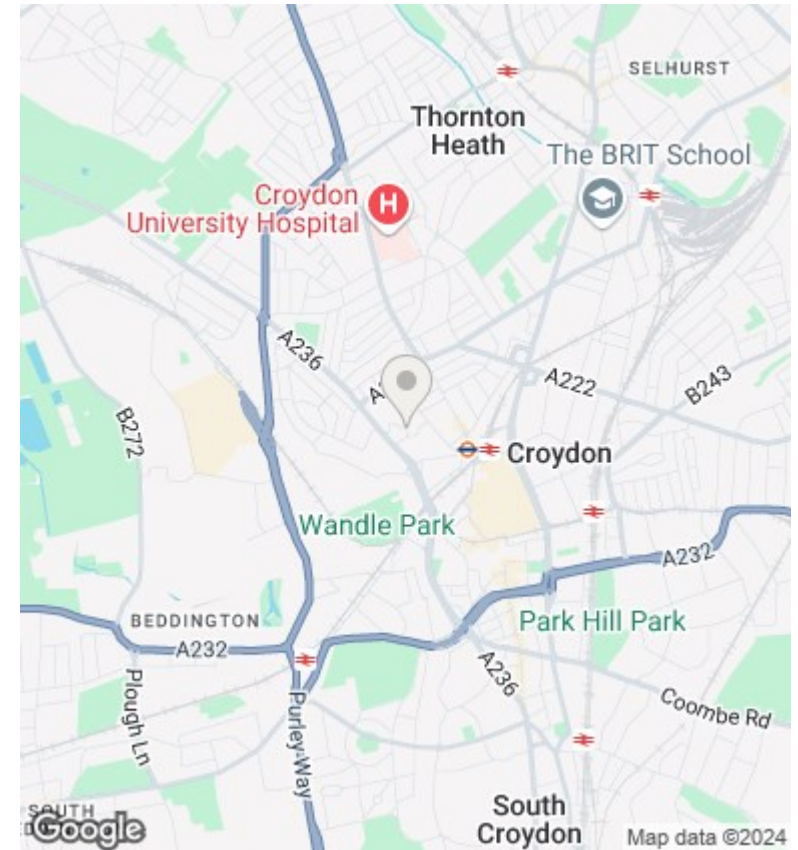 SELHURST
Thornton
Heath
The BRIT School
Croydon
University Hospital
H
A236
A222
B243
B272
Croydon
Wandle Park
A232
BEDDINGTON
A232
Park Hill Park
Plough Ln
Purley Way
A236
Coombe Rd
SOUTH
South
Croydon
Google
Map data ©2024